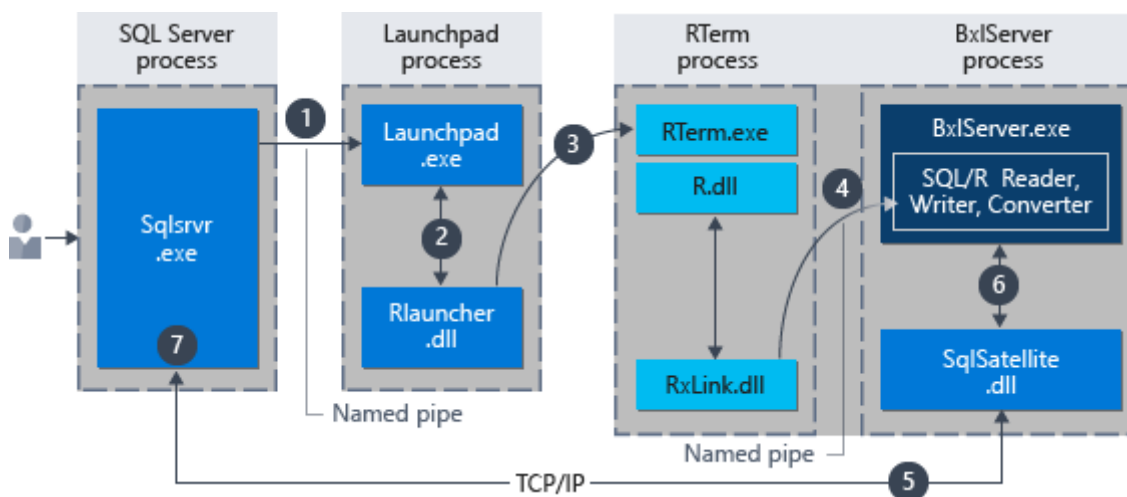 SQL Server
process
Launchpad
process
RTerm
process
BxlServer
process
1
Launchpad
.exe
3
RTerm.exe
BxlServer.exe
R.dll
4
SQL/R Reader,
Writer, Converter
Sqlsrvr
.exe
2
6
Rlauncher
.dll
7
SqlSatellite
.dll
RxLink.dll
Named pipe
Named pipe
TCP/IP
5